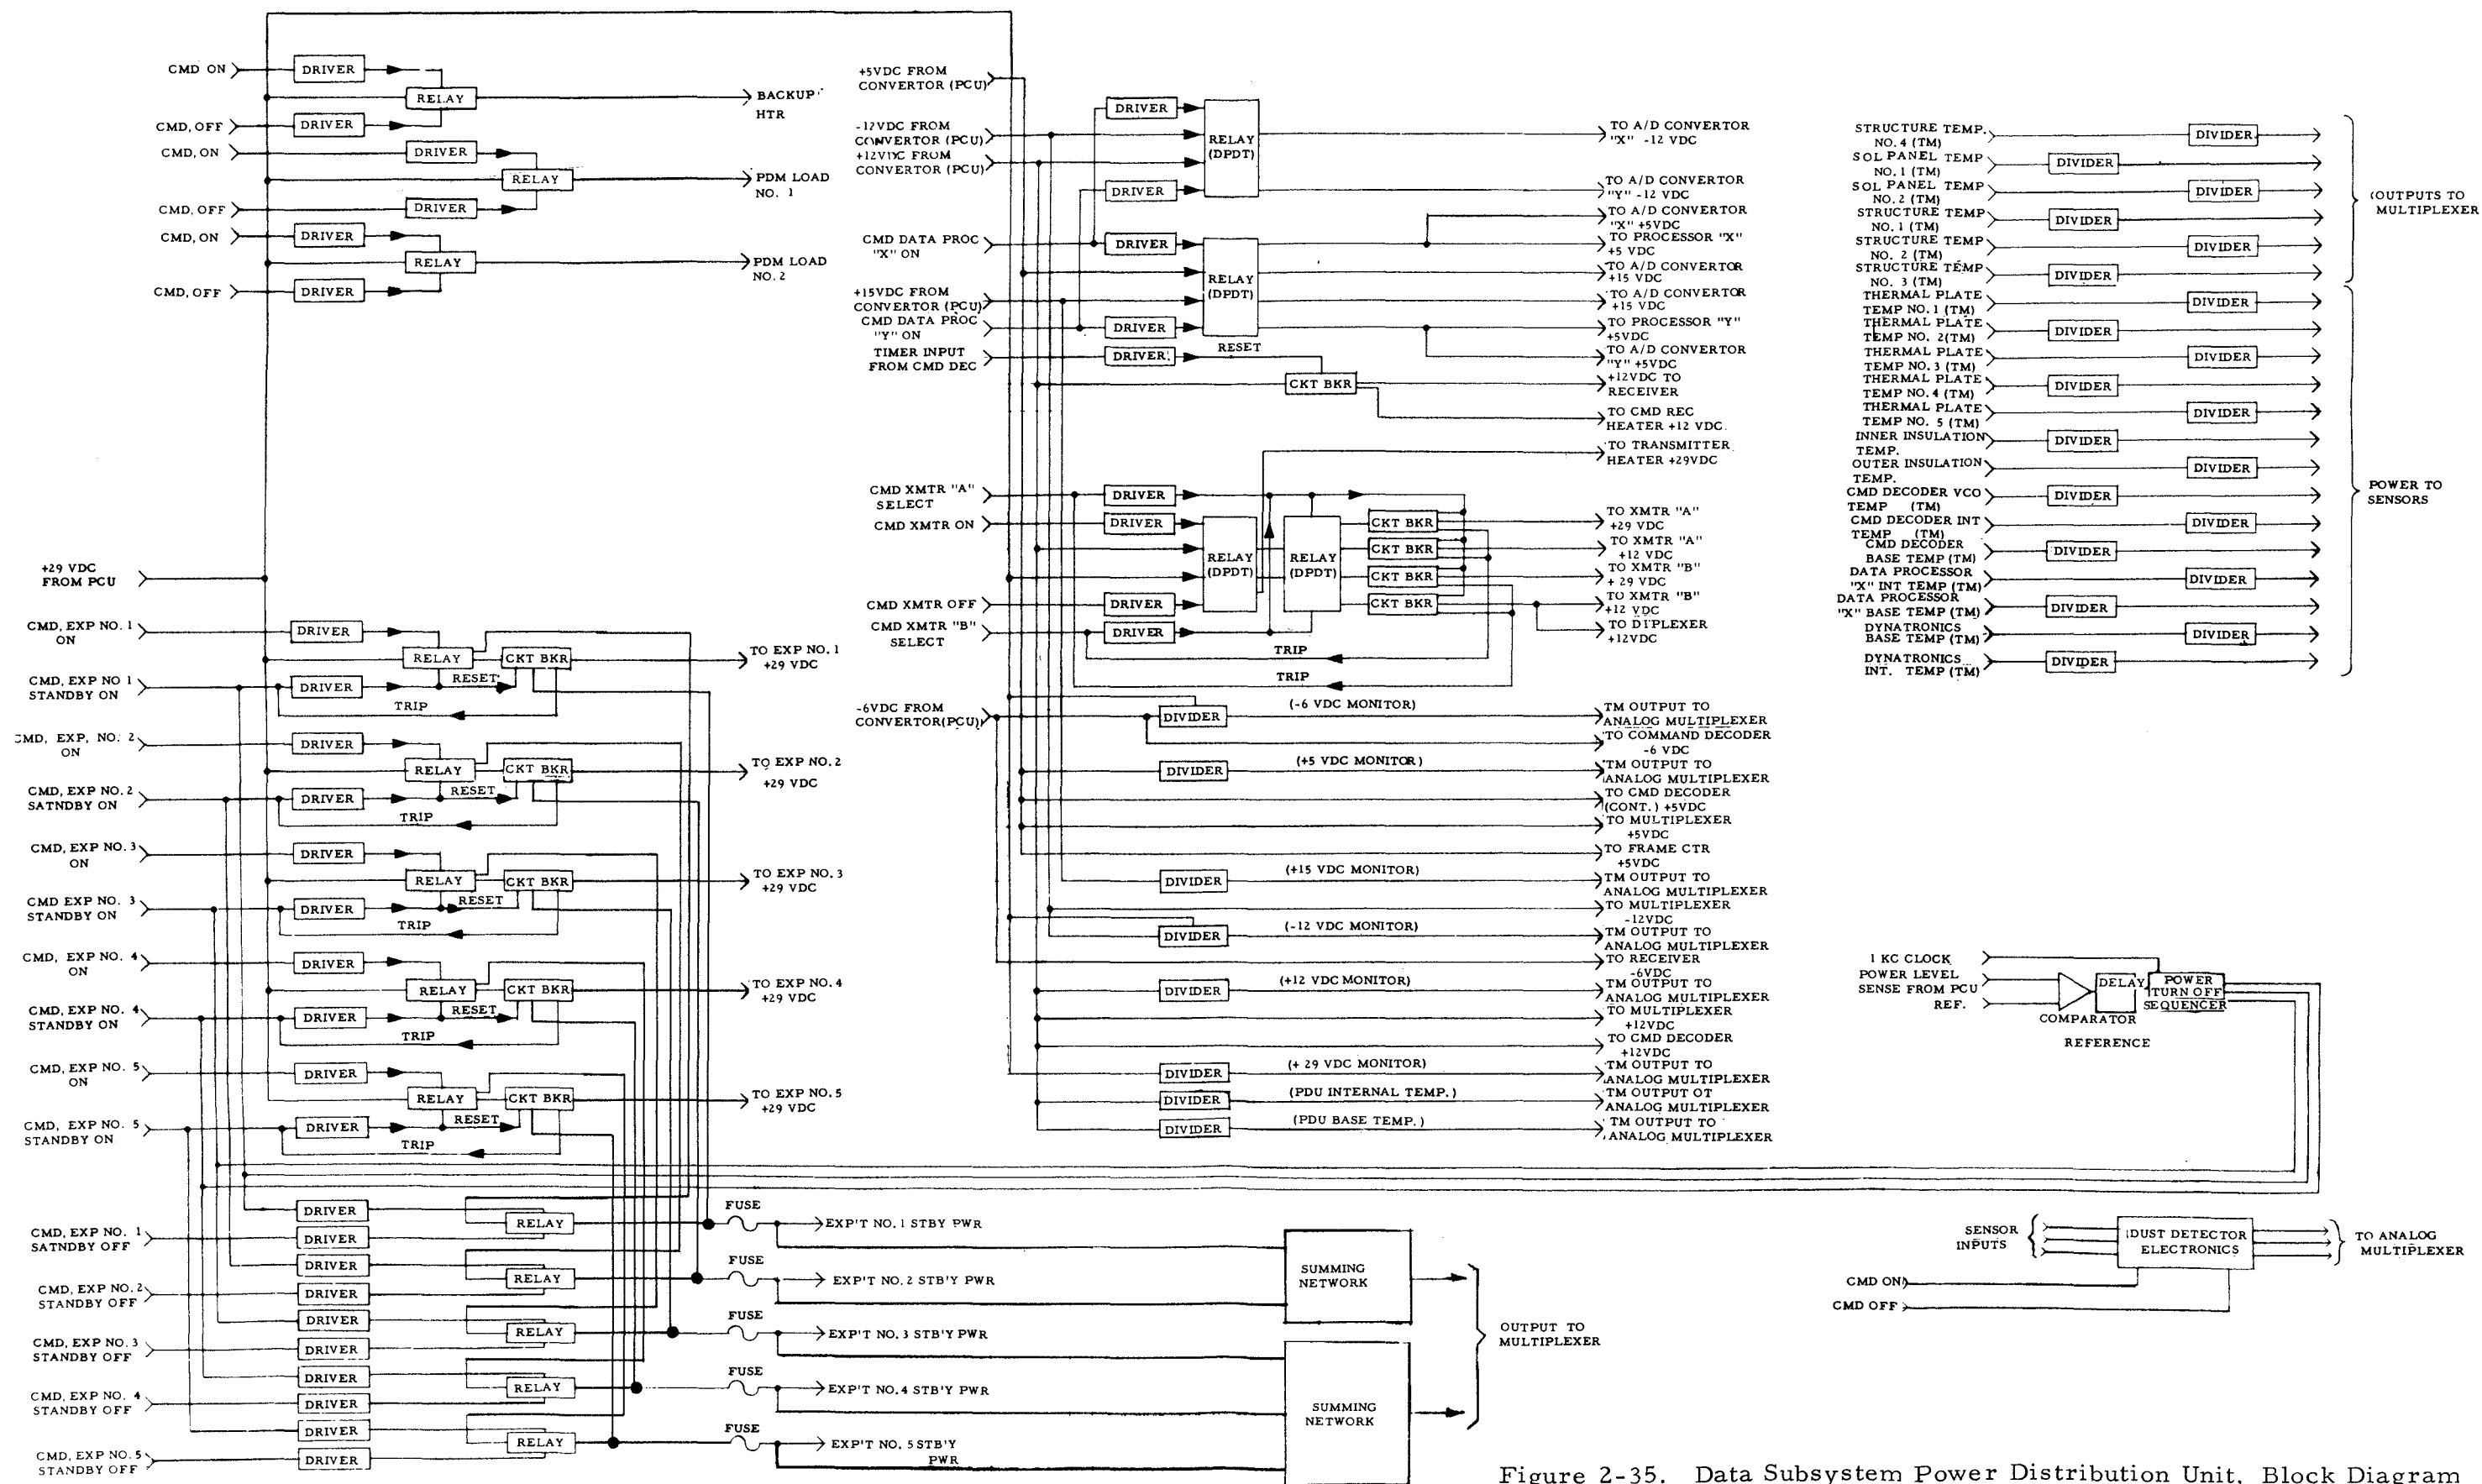 CMD ON
DRIVER
RELAY
BACKUP
HTR
CMD, OFF
DRIVER
CMD, ON
DRIVER
RELAY
PDM LOAD
NO. 1
CMD, OFF
DRIVER
CMD, ON
DRIVER
RELAY
PDM LOAD
NO. 2
CMD, OFF
DRIVER
+29 VDC
FROM PCU
CMD, EXP NO. 1
ON
DRIVER
RELAY
CKT BKR
TO EXP NO. 1
+29 VDC
CMD, EXP NO 1
STANDBY ON
DRIVER
RESET
TRIP
CMD, EXP, NO. 2
ON
DRIVER
RELAY
CKT BKR
TO EXP NO. 2
+29 VDC
CMD, EXP NO. 2
SATNDBY ON
DRIVER
RESET
TRIP
CMD, EXP NO. 3
ON
DRIVER
RELAY
CKT BKR
TO EXP NO. 3
+29 VDC
CMD EXP NO. 3
STANDBY ON
DRIVER
RESET
TRIP
CMD, EXP NO. 4
ON
DRIVER
RELAY
CKT BKR
TO EXP NO. 4
+29 VDC
CMD, EXP NO. 4
STANDBY ON
DRIVER
RESET
TRIP
CMD, EXP NO. 5
ON
DRIVER
RELAY
CKT BKR
TO EXP NO. 5
+29 VDC
CMD, EXP NO. 5
STANDBY ON
DRIVER
RESET
TRIP
DRIVER
RELAY
FUSE
EXP'T NO. 1 STBY PWR
CMD, EXP NO. 1
SATNDBY OFF
DRIVER
DRIVER
RELAY
FUSE
EXP'T NO. 2 STB'Y PWR
CMD, EXP NO. 2
STANDBY OFF
DRIVER
DRIVER
RELAY
FUSE
EXP'T NO. 3 STB'Y PWR
CMD, EXP NO. 3
STANDBY OFF
DRIVER
DRIVER
RELAY
FUSE
EXP'T NO. 4 STB'Y PWR
CMD, EXP NO. 4
STANDBY OFF
DRIVER
DRIVER
RELAY
FUSE
EXP'T NO. 5 STB'Y
PWR
CMD, EXP NO. 5
STANDBY OFF
DRIVER
SUMMING
NETWORK
SUMMING
NETWORK
OUTPUT TO
MULTIPLEXER
+5VDC FROM
CONVERTOR (PCU)
-12VDC FROM
CONVERTOR (PCU)
+12VDC FROM
CONVERTOR (PCU)
DRIVER
RELAY
(DPDT)
DRIVER
TO A/D CONVERTOR
"X" -12 VDC
TO A/D CONVERTOR
"Y" -12 VDC
CMD DATA PROC
"X" ON
+15VDC FROM
CONVERTOR (PCU)
CMD DATA PROC
"Y" ON
DRIVER
RELAY
(DPDT)
DRIVER
TO A/D CONVERTOR
"X" +5VDC
TO PROCESSOR "X"
+5 VDC
TO A/D CONVERTOR
+15 VDC
TO A/D CONVERTOR
+15 VDC
TO PROCESSOR "Y"
+5VDC
TO A/D CONVERTOR
"Y" +5VDC
TIMER INPUT
FROM CMD DEC
DRIVER
RESET
CKT BKR
+12VDC TO
RECEIVER
TO CMD REC
HEATER +12 VDC
TO TRANSMITTER
HEATER +29VDC
CMD XMTR "A"
SELECT
CMD XMTR ON
CMD XMTR OFF
CMD XMTR "B"
SELECT
DRIVER
DRIVER
RELAY
(DPDT)
RELAY
(DPDT)
DRIVER
DRIVER
CKT BKR
CKT BKR
CKT BKR
CKT BKR
TRIP
TRIP
TO XMTR "A"
+29 VDC
TO XMTR "A"
+12 VDC
TO XMTR "B"
+ 29 VDC
TO XMTR "B"
+12 VDC
TO DIPLEXER
+12VDC
-6VDC FROM
CONVERTOR(PCU)
DIVIDER
(-6 VDC MONITOR)
TM OUTPUT TO
ANALOG MULTIPLEXER
TO COMMAND DECODER
-6 VDC
DIVIDER
(+5 VDC MONITOR)
TM OUTPUT TO
ANALOG MULTIPLEXER
TO CMD DECODER
(CONT.) +5VDC
TO MULTIPLEXER
+5VDC
TO FRAME CTR
+5VDC
DIVIDER
(+15 VDC MONITOR)
TM OUTPUT TO
ANALOG MULTIPLEXER
TO MULTIPLEXER
-12VDC
DIVIDER
(-12 VDC MONITOR)
TM OUTPUT TO
ANALOG MULTIPLEXER
TO RECEIVER
-6VDC
DIVIDER
(+12 VDC MONITOR)
TM OUTPUT TO
ANALOG MULTIPLEXER
TO MULTIPLEXER
+12VDC
TO CMD DECODER
+12VDC
DIVIDER
(+ 29 VDC MONITOR)
TM OUTPUT TO
ANALOG MULTIPLEXER
DIVIDER
(PDU INTERNAL TEMP.)
TM OUTPUT OT
ANALOG MULTIPLEXER
DIVIDER
(PDU BASE TEMP.)
TM OUTPUT TO
ANALOG MULTIPLEXER
STRUCTURE TEMP.
NO. 4 (TM)
DIVIDER
SOL PANEL TEMP
NO. 1 (TM)
DIVIDER
SOL PANEL TEMP
NO. 2 (TM)
DIVIDER
STRUCTURE TEMP
NO. 1 (TM)
DIVIDER
STRUCTURE TEMP
NO. 2 (TM)
DIVIDER
STRUCTURE TEMP
NO. 3 (TM)
DIVIDER
(OUTPUTS TO
MULTIPLEXER
THERMAL PLATE
TEMP NO. 1 (TM)
DIVIDER
THERMAL PLATE
TEMP NO. 2(TM)
DIVIDER
THERMAL PLATE
TEMP NO. 3 (TM)
DIVIDER
THERMAL PLATE
TEMP NO. 4 (TM)
DIVIDER
THERMAL PLATE
TEMP NO. 5 (TM)
DIVIDER
INNER INSULATION
TEMP.
DIVIDER
OUTER INSULATION
TEMP.
DIVIDER
CMD DECODER VCO
TEMP (TM)
DIVIDER
CMD DECODER INT
TEMP (TM)
DIVIDER
CMD DECODER
BASE TEMP (TM)
DIVIDER
DATA PROCESSOR
"X" INT TEMP (TM)
DIVIDER
DATA PROCESSOR
"X" BASE TEMP (TM)
DIVIDER
DYNATRONICS
BASE TEMP (TM)
DIVIDER
DYNATRONICS
INT. TEMP (TM)
DIVIDER
POWER TO
SENSORS
1 KC CLOCK
POWER LEVEL
SENSE FROM PCU
REF.
DELAY
POWER
TURN OFF
SEQUENCER
COMPARATOR
REFERENCE
SENSOR
INPUTS
DUST DETECTOR
ELECTRONICS
TO ANALOG
MULTIPLEXER
CMD ON
CMD OFF
Figure 2-35. Data Subsystem Power Distribution Unit, Block Diagram